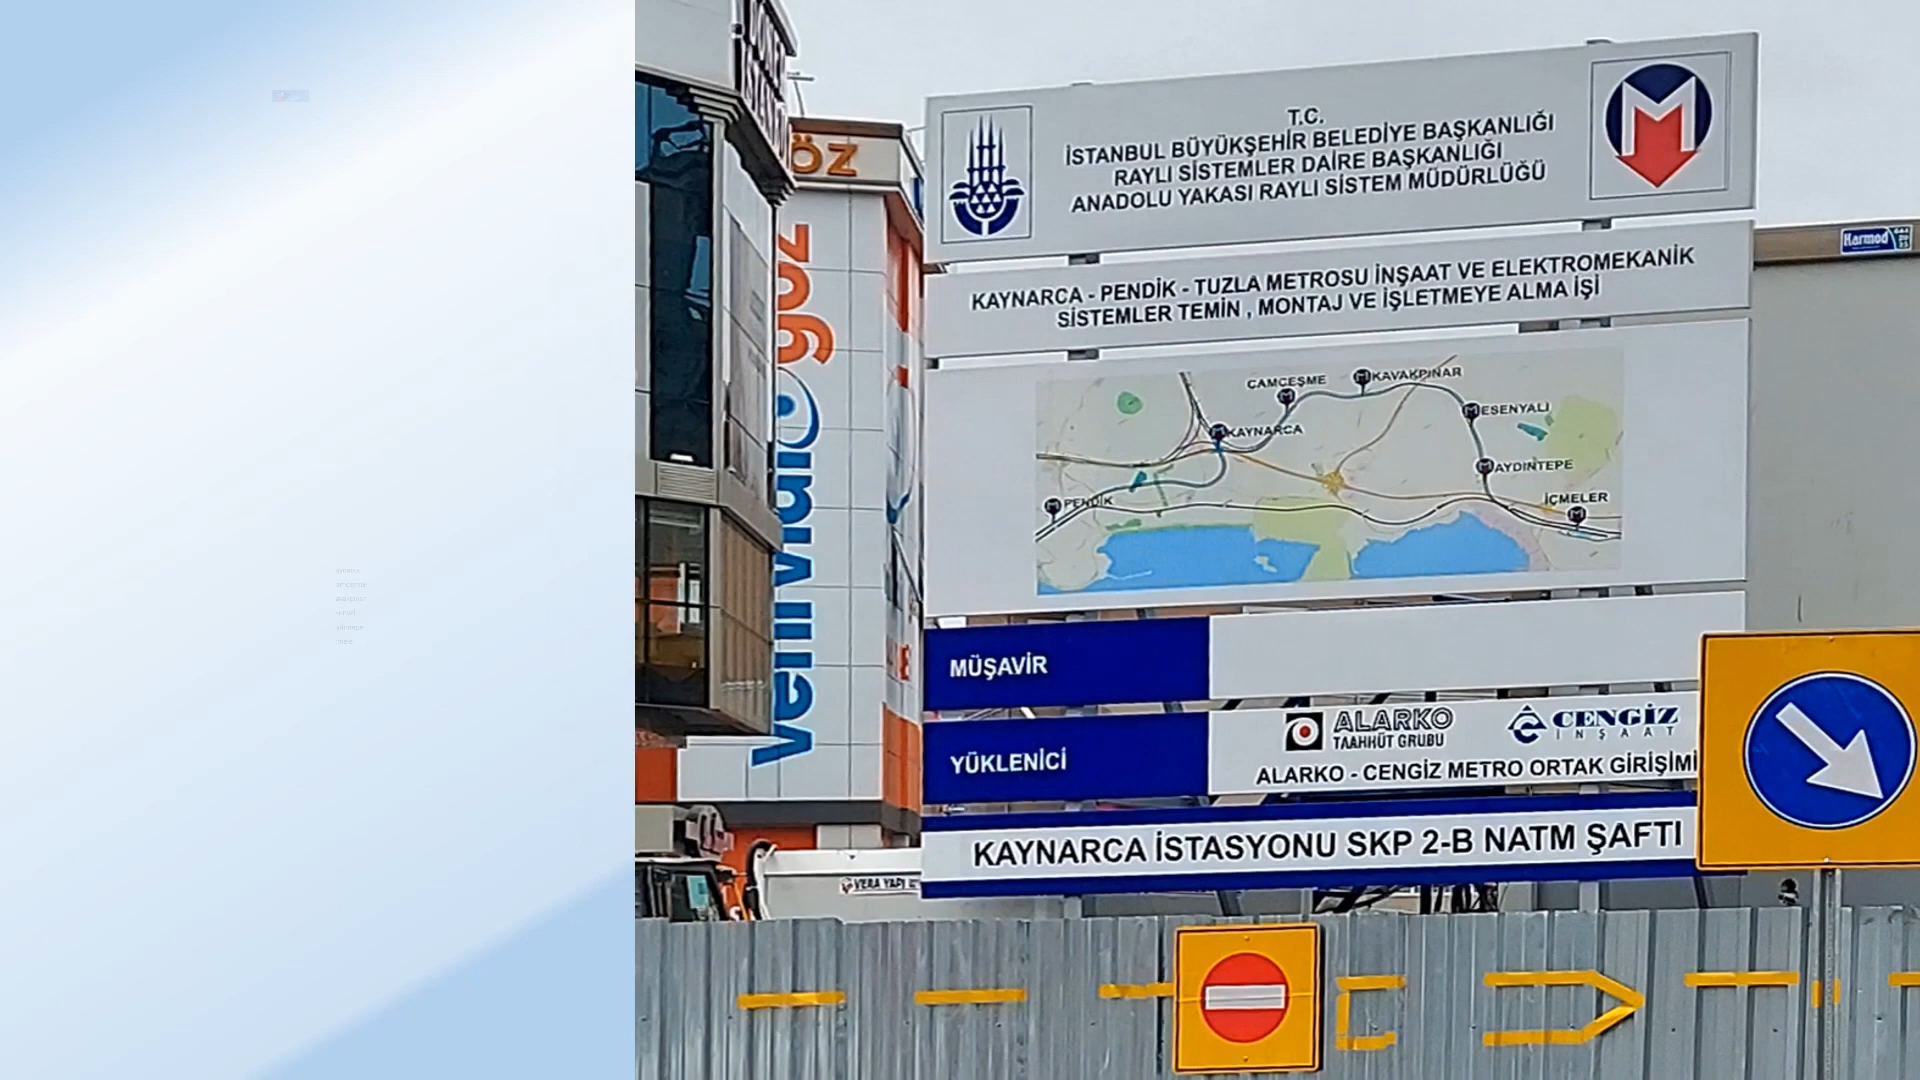 T.C.
İSTANBUL BÜYÜKŞEHİR BELEDİYE BAŞKANLIĞI
RAYLI SİSTEMLER DAİRE BAŞKANLIĞI
ANADOLU YAKASI RAYLI SİSTEM MÜDÜRLÜĞÜ
KAYNARCA - PENDİK - TUZLA METROSU İNŞAAT VE ELEKTROMEKANİK
SİSTEMLER TEMİN , MONTAJ VE İŞLETMEYE ALMA İŞİ
ÇAMÇEŞME
KAVAKPINAR
KAYNARCA
ESENYALI
AYDINTEPE
PENDİK
İÇMELER
MÜŞAVİR
YÜKLENİCİ
ALARKO
TAAHHÜT GRUBU
CENGİZ
İNŞAAT
ALARKO - CENGİZ METRO ORTAK GİRİŞİMİ
KAYNARCA İSTASYONU SKP 2-B NATM ŞAFTI
Karmod
ÖZ
göz
VERA YAPI